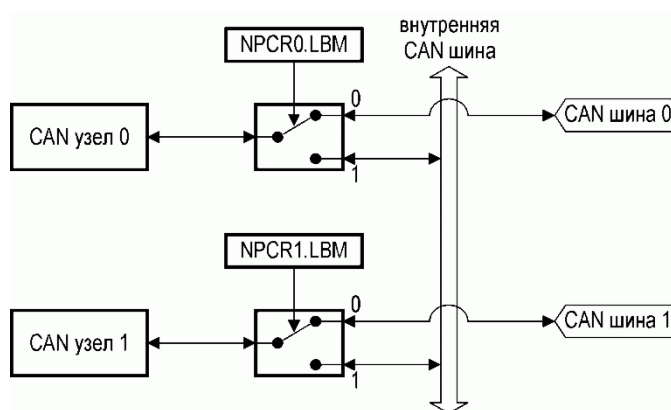 внутренняя
CAN шина
NPCR0.LBM
0
CAN узел 0
CAN шина 0
1
NPCR1.LBM
0
CAN узел 1
CAN шина 1
1